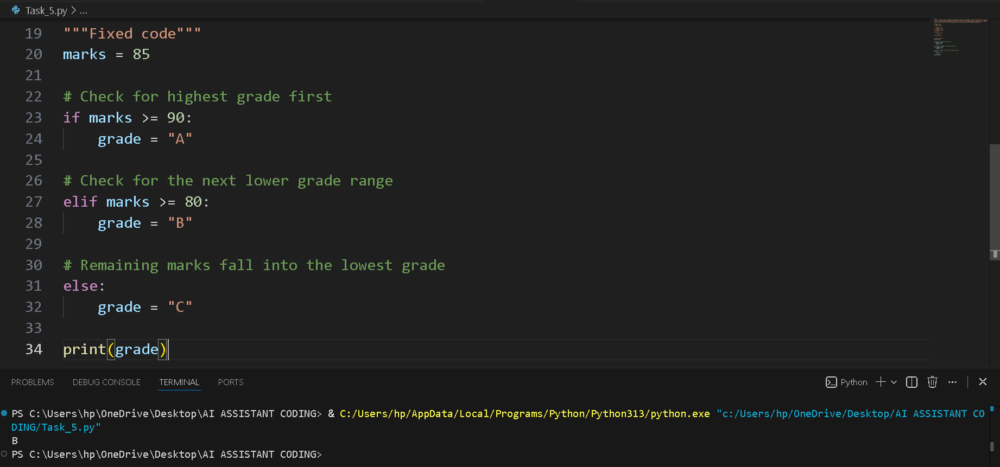 Task_5.py > ...
19 """Fixed code"""
20 marks = 85
21
22 # Check for highest grade first
23 if marks >= 90:
24     grade = "A"
25
26 # Check for the next lower grade range
27 elif marks >= 80:
28     grade = "B"
29
30 # Remaining marks fall into the lowest grade
31 else:
32     grade = "C"
33
34 print(grade)
PROBLEMS DEBUG CONSOLE TERMINAL PORTS Python
PS C:\Users\hp\OneDrive\Desktop\AI ASSISTANT CODING> & C:/Users/hp/AppData/Local/Programs/Python/Python313/python.exe "c:/Users/hp/OneDrive/Desktop/AI ASSISTANT CO
DING/Task_5.py"
B
PS C:\Users\hp\OneDrive\Desktop\AI ASSISTANT CODING>